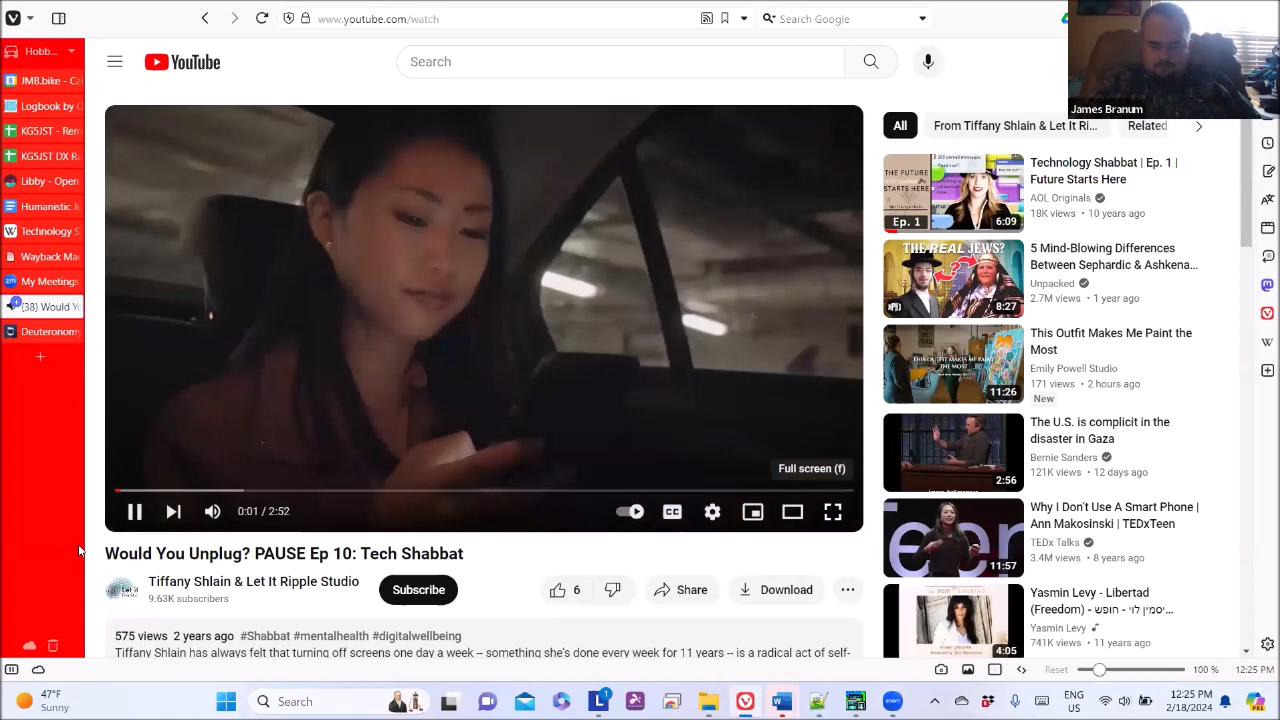 www.youtube.com/watch
Search Google
Hobb...
JMB.bike - Ca
Logbook by
KG5JST - Rem
KG5JST DX Ra
Libby - Open
Humanistic Ju
Technology S
Wayback Mac
My Meetings
(38) Would Yo
Deuteronomy
YouTube
Search
James Branum
All
From Tiffany Shlain & Let It Ri...
Related
THE FUTURE
STARTS HERE
Ep. 1
6:09
Technology Shabbat | Ep. 1 |
Future Starts Here
AOL Originals
18K views • 10 years ago
THE REAL JEWS?
8:27
5 Mind-Blowing Differences
Between Sephardic & Ashkena...
Unpacked
2.7M views • 1 year ago
THIS OUTFIT MAKES ME PAINT
THE MOST
11:26
This Outfit Makes Me Paint the
Most
Emily Powell Studio
171 views • 2 hours ago
New
2:56
The U.S. is complicit in the
disaster in Gaza
Bernie Sanders
121K views • 12 days ago
Teen
11:57
Why I Don't Use A Smart Phone |
Ann Makosinski | TEDxTeen
TEDx Talks
3.4M views • 8 years ago
4:05
Yasmin Levy - Libertad
(Freedom) - יסמין לוי - חופש...
Yasmin Levy
741K views • 11 years ago
Full screen (f)
0:01 / 2:52
CC
Would You Unplug? PAUSE Ep 10: Tech Shabbat
Tiffany Shlain & Let It Ripple Studio
9.63K subscribers
Subscribe
6
Share
Download
575 views 2 years ago #Shabbat #mentalhealth #digitalwellbeing
Tiffany Shlain has always felt that turning off screens one day a week – something she's done every week for years – is a radical act of self-
Reset
100 %
12:25 PM
47°F
Sunny
Search
ENG
US
12:25 PM
2/18/2024